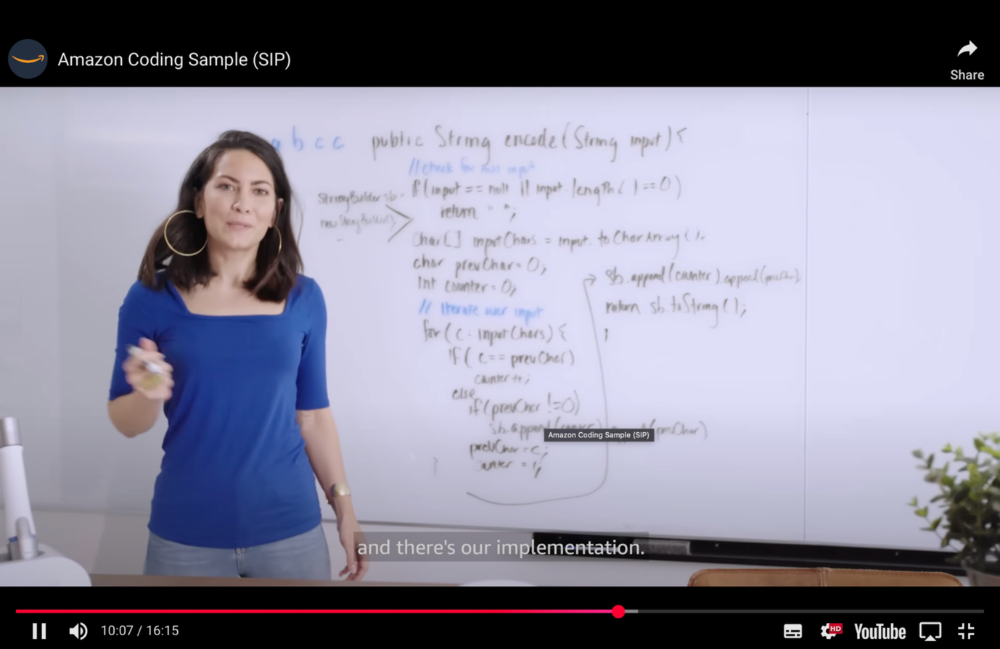 Amazon Coding Sample (SIP)
Share
a b c c public String encode(String input){
//check for null input
StringBuilder sb =
new StringBuilder();
if(input == null || input.length( )==0)
return " ";
Char[] inputChars = input.toCharArray();
char prevChar=0;
Int counter=0;
// Iterate over input
for( c: inputChars){
if( c== prevChar)
counter++;
else
if(prevChar !=0)
sb.append(counter) (prevChar)
prevChar=c;
counter = 1;
}
sb.append(counter).append(prevChar).
return sb.toString();
}
Amazon Coding Sample (SIP)
and there's our implementation.
10:07 / 16:15
HD
YouTube